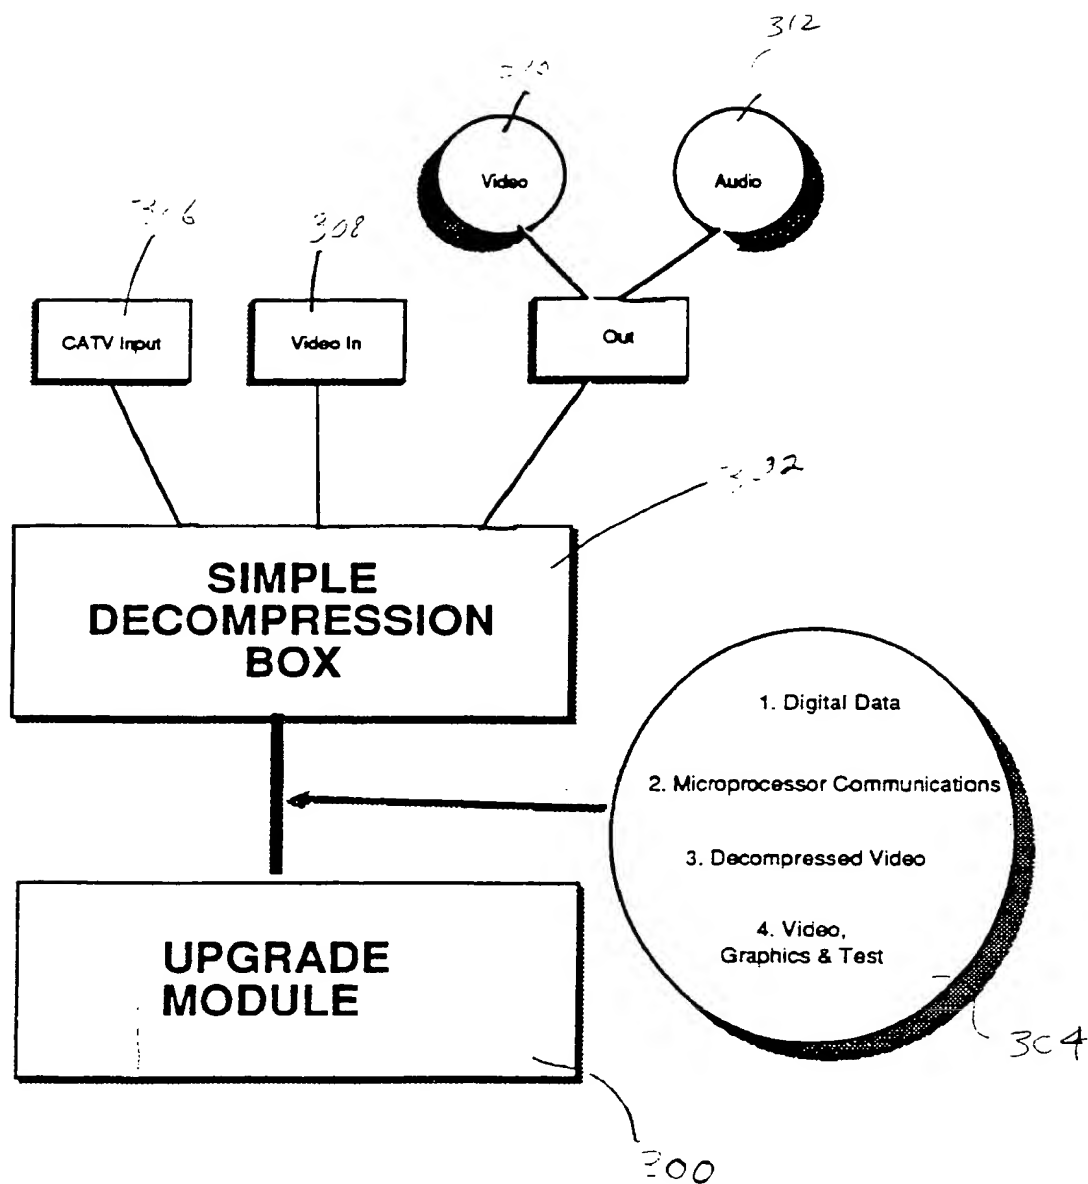 312
Video
Audio
308
CATV Input
Video In
Out
SIMPLE
DECOMPRESSION
BOX
1. Digital Data
2. Microprocessor Communications
3. Decompressed Video
4. Video,
Graphics & Test
UPGRADE
MODULE
304
300